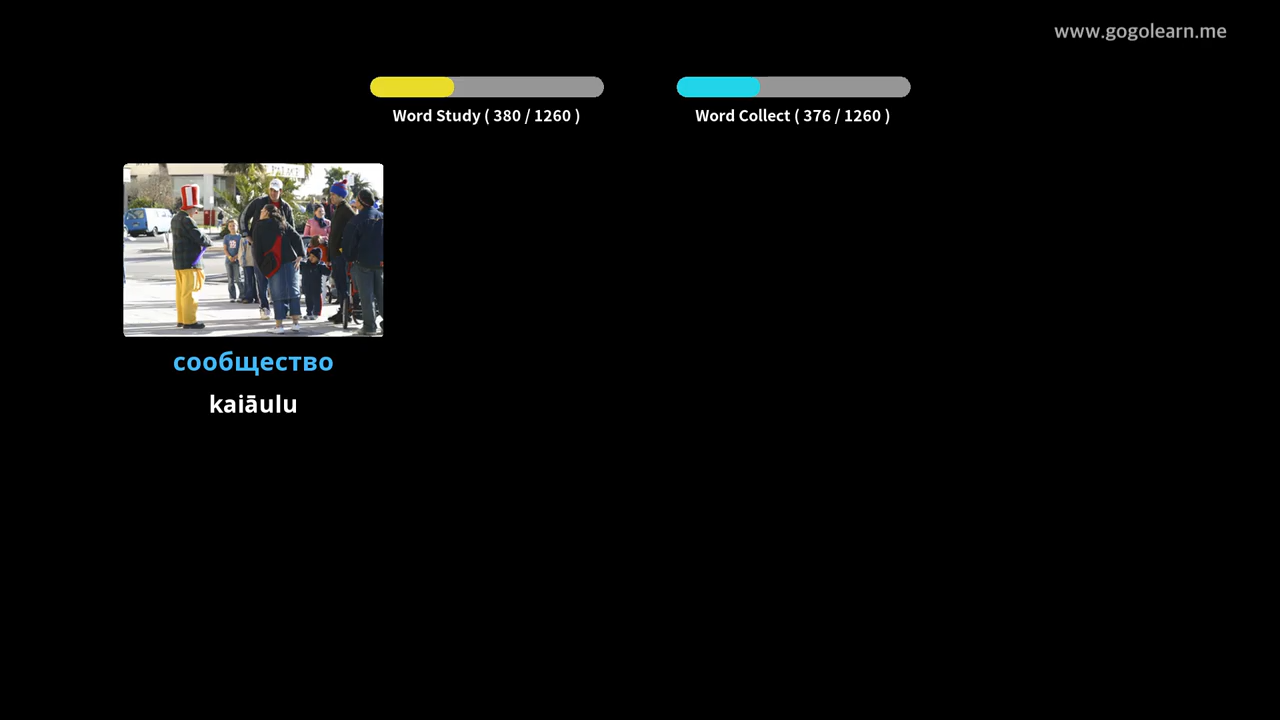 www.gogolearn.me
Word Study ( 380 / 1260 )
Word Collect ( 376 / 1260 )
сообщество
kaiāulu